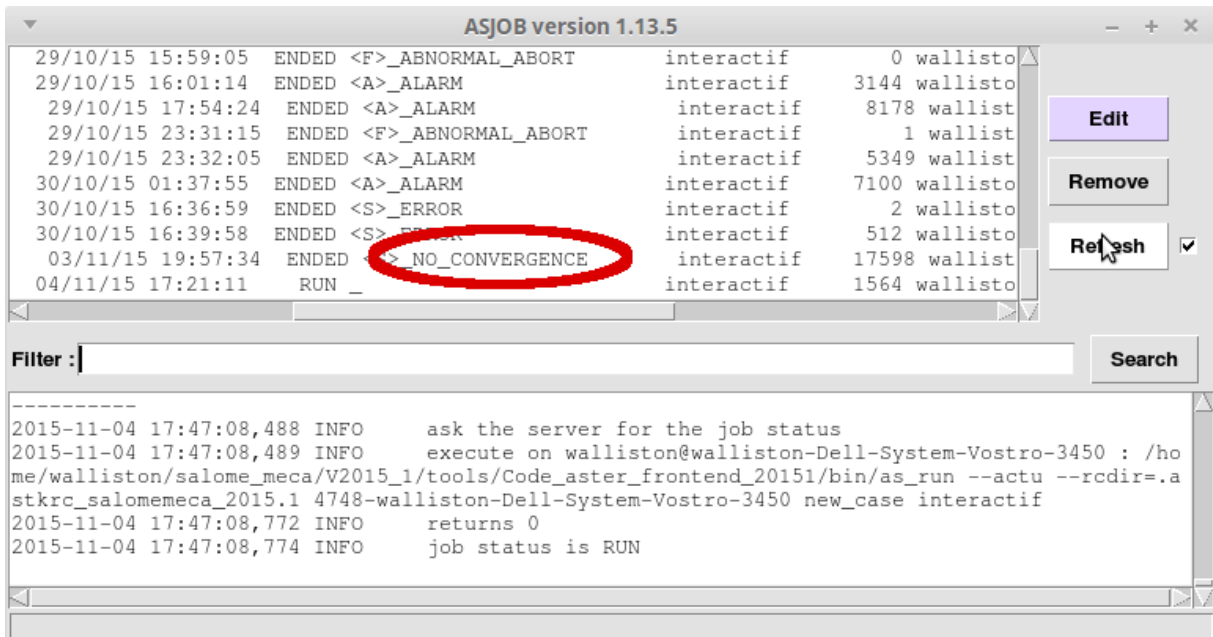 ASJOB version 1.13.5
29/10/15 15:59:05 ENDED <F>_ABNORMAL_ABORT interactif 0 wallisto
29/10/15 16:01:14 ENDED <A>_ALARM interactif 3144 wallisto
29/10/15 17:54:24 ENDED <A>_ALARM interactif 8178 wallist
29/10/15 23:31:15 ENDED <F>_ABNORMAL_ABORT interactif 1 wallist
29/10/15 23:32:05 ENDED <A>_ALARM interactif 5349 wallist
30/10/15 01:37:55 ENDED <A>_ALARM interactif 7100 wallisto
30/10/15 16:36:59 ENDED <S>_ERROR interactif 2 wallisto
30/10/15 16:39:58 ENDED <S>_ERROR interactif 512 wallisto
03/11/15 19:57:34 ENDED >_NO_CONVERGENCE interactif 17598 wallist
04/11/15 17:21:11 RUN _ interactif 1564 wallisto
Edit
Remove
Refresh
Filter :
Search
----------
2015-11-04 17:47:08,488 INFO ask the server for the job status
2015-11-04 17:47:08,489 INFO execute on walliston@walliston-Dell-System-Vostro-3450 : /ho
me/walliston/salome_meca/V2015_1/tools/Code_aster_frontend_20151/bin/as_run --actu --rcdir=.a
stkrc_salomemeca_2015.1 4748-walliston-Dell-System-Vostro-3450 new_case interactif
2015-11-04 17:47:08,772 INFO returns 0
2015-11-04 17:47:08,774 INFO job status is RUN